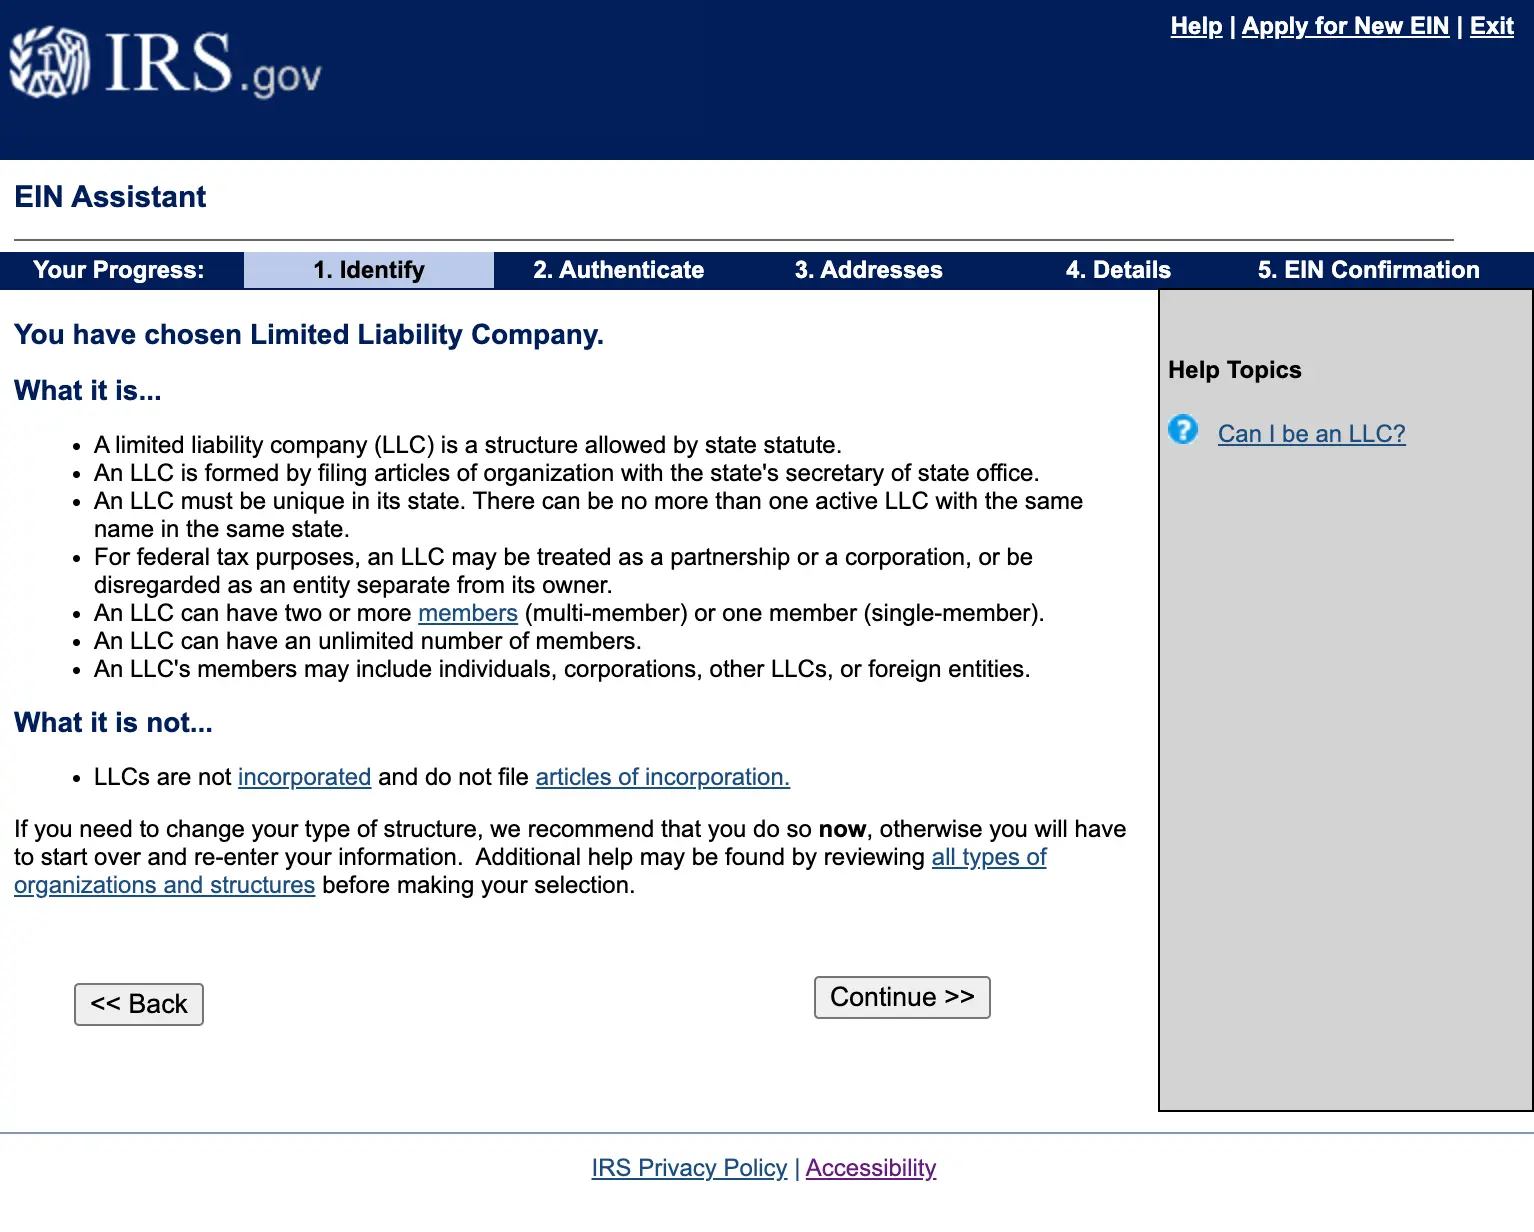 IRS.gov
Help | Apply for New EIN | Exit
EIN Assistant
Your Progress: 1. Identify 2. Authenticate 3. Addresses 4. Details 5. EIN Confirmation
You have chosen Limited Liability Company.
What it is...
• A limited liability company (LLC) is a structure allowed by state statute.
• An LLC is formed by filing articles of organization with the state's secretary of state office.
• An LLC must be unique in its state. There can be no more than one active LLC with the same
name in the same state.
• For federal tax purposes, an LLC may be treated as a partnership or a corporation, or be
disregarded as an entity separate from its owner.
• An LLC can have two or more members (multi-member) or one member (single-member).
• An LLC can have an unlimited number of members.
• An LLC's members may include individuals, corporations, other LLCs, or foreign entities.
What it is not...
• LLCs are not incorporated and do not file articles of incorporation.
If you need to change your type of structure, we recommend that you do so now, otherwise you will have
to start over and re-enter your information.  Additional help may be found by reviewing all types of
organizations and structures before making your selection.
<< Back
Continue >>
Help Topics
? Can I be an LLC?
IRS Privacy Policy | Accessibility